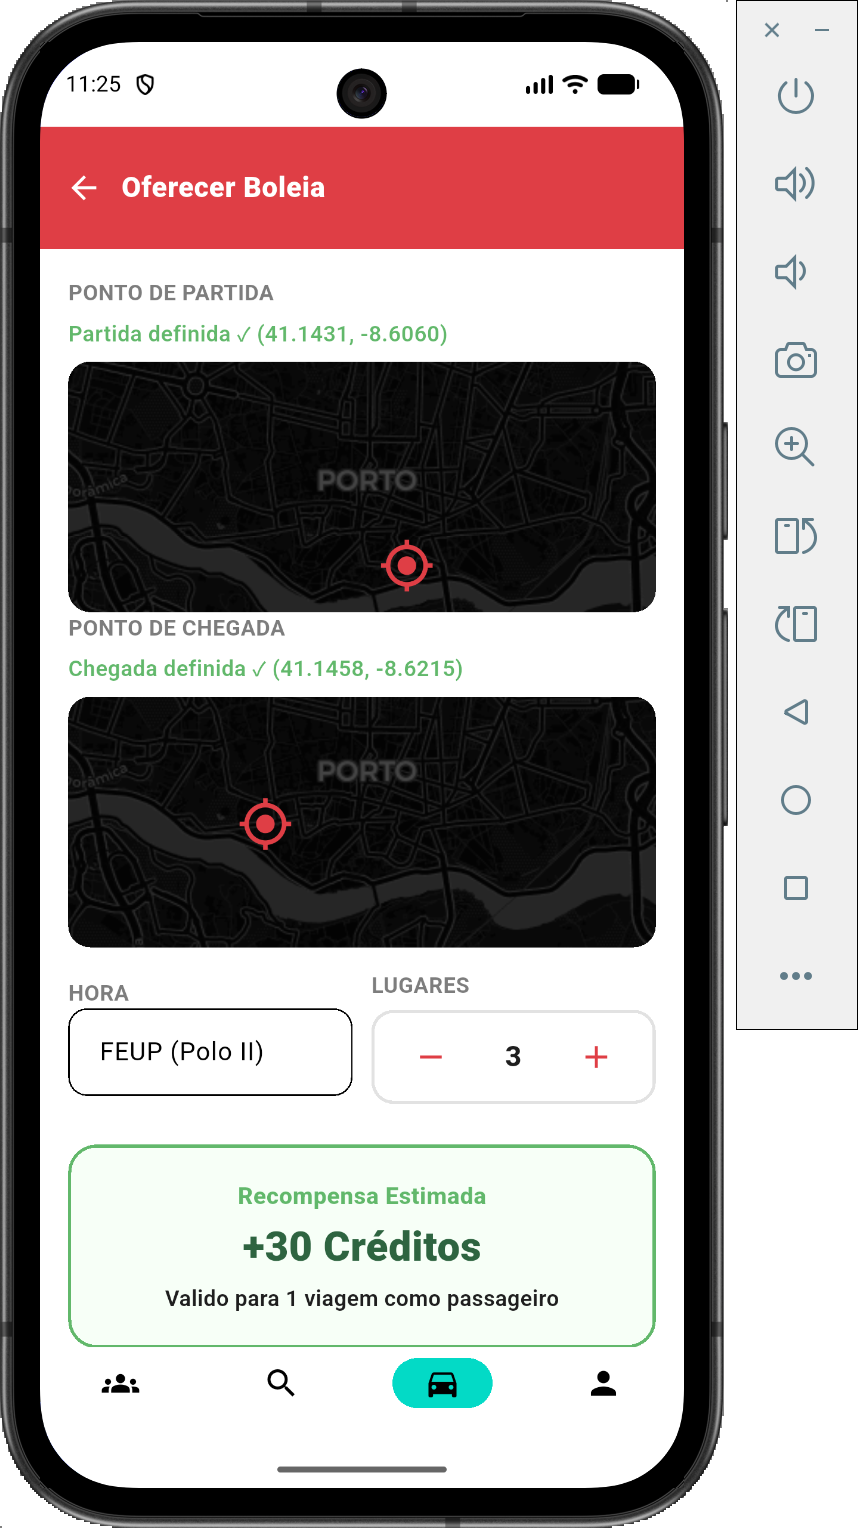 11:25
Oferecer Boleia
PONTO DE PARTIDA
Partida definida ✓ (41.1431, -8.6060)
PORTO
PONTO DE CHEGADA
Chegada definida ✓ (41.1458, -8.6215)
PORTO
HORA
LUGARES
FEUP (Polo II)
3
Recompensa Estimada
+30 Créditos
Valido para 1 viagem como passageiro